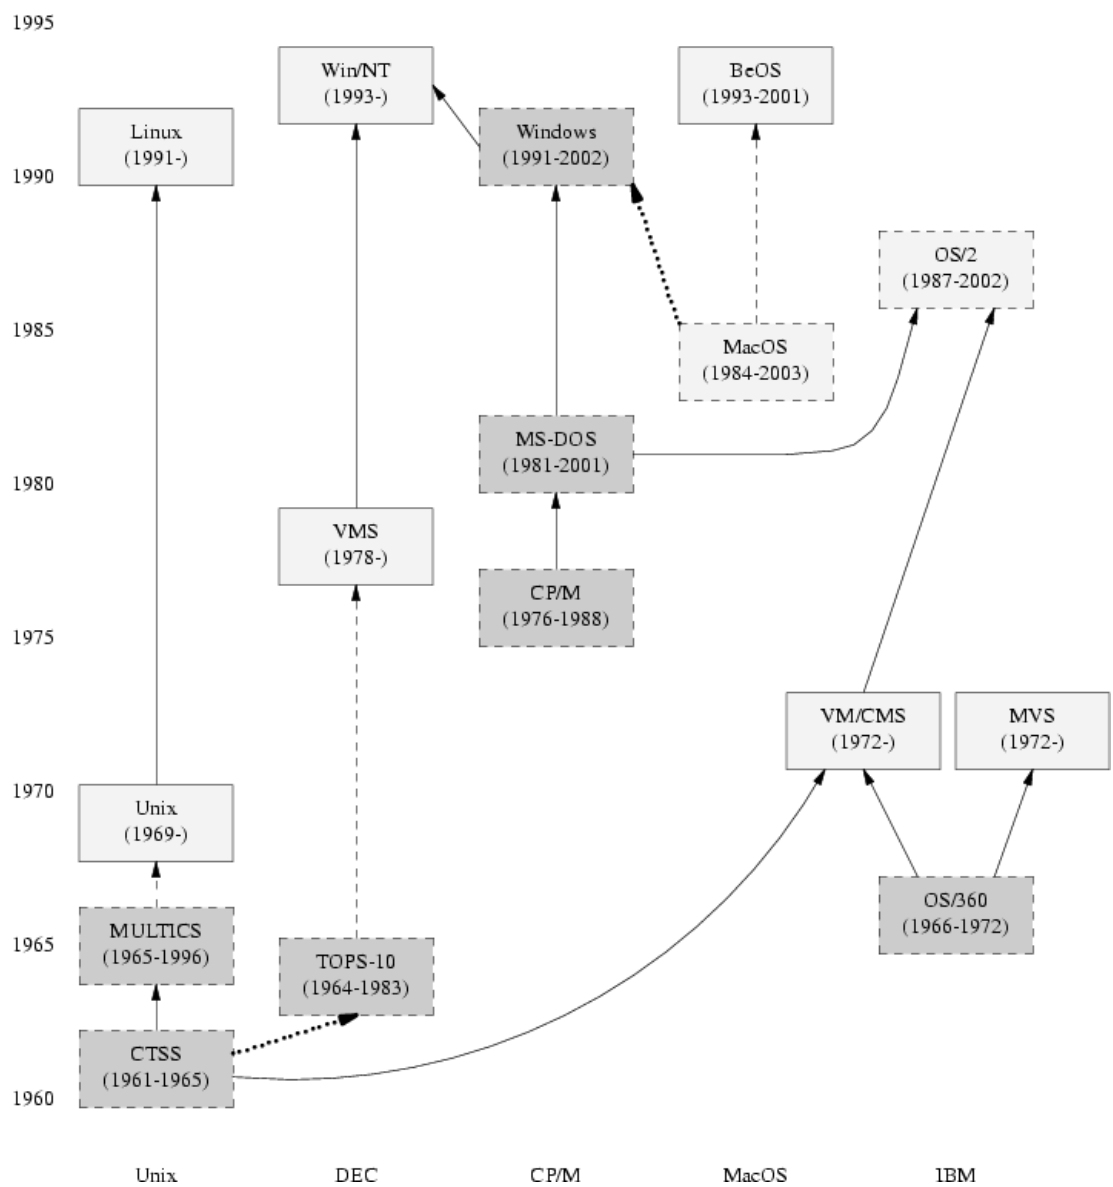 1995
Win/NT
(1993-)
BeOS
(1993-2001)
Linux
(1991-)
Windows
(1991-2002)
1990
OS/2
(1987-2002)
1985
MacOS
(1984-2003)
MS-DOS
(1981-2001)
1980
VMS
(1978-)
CP/M
(1976-1988)
1975
VM/CMS
(1972-)
MVS
(1972-)
1970
Unix
(1969-)
OS/360
(1966-1972)
MULTICS
(1965-1996)
1965
TOPS-10
(1964-1983)
CTSS
(1961-1965)
1960
Unix
DEC
CP/M
MacOS
IBM